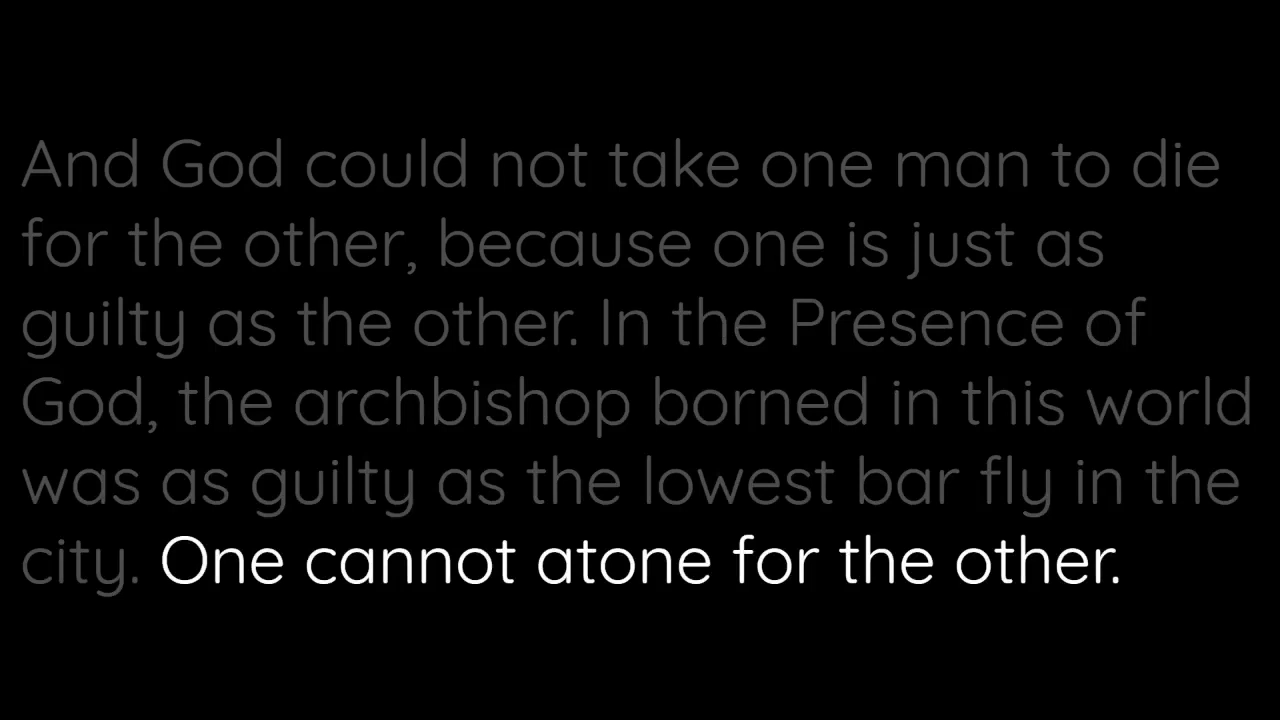 And God could not take one man to die
for the other, because one is just as
guilty as the other. In the Presence of
God, the archbishop borned in this world
was as guilty as the lowest bar fly in the
city. One cannot atone for the other.